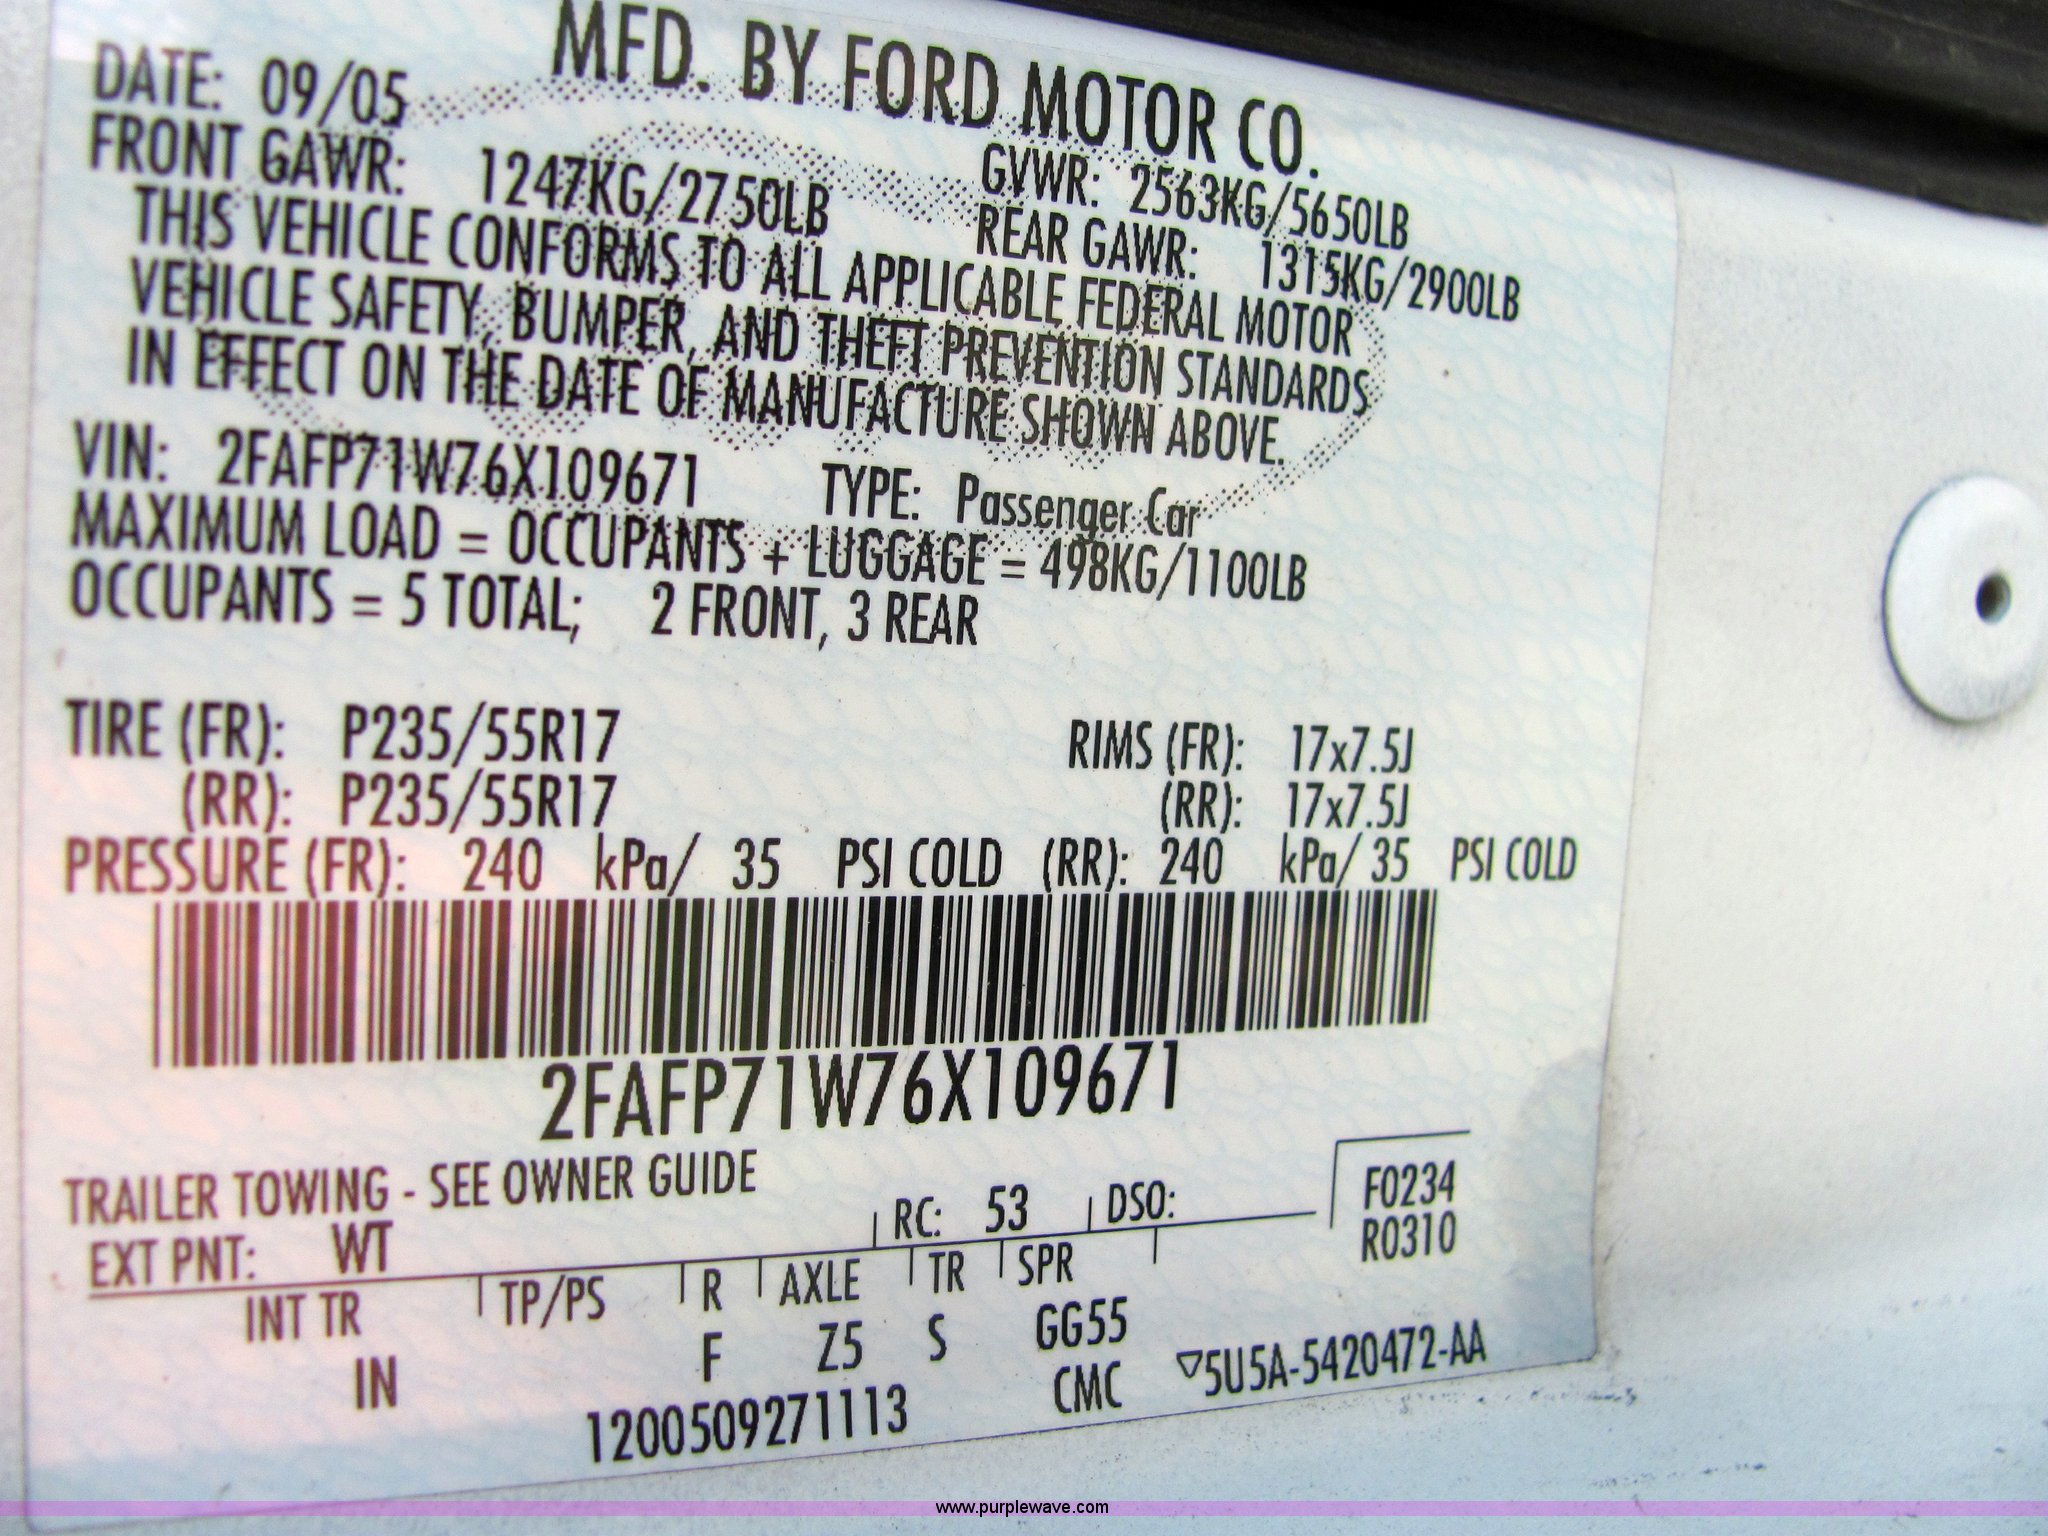 MFD. BY FORD MOTOR CO.
DATE: 09/05 GVWR: 2563KG/5650LB
FRONT GAWR: 1247KG/2750LB REAR GAWR: 1315KG/2900LB
THIS VEHICLE CONFORMS TO ALL APPLICABLE FEDERAL MOTOR
VEHICLE SAFETY, BUMPER, AND THEFT PREVENTION STANDARDS
IN EFFECT ON THE DATE OF MANUFACTURE SHOWN ABOVE.
VIN: 2FAFP71W76X109671 TYPE: Passenger Car
MAXIMUM LOAD = OCCUPANTS + LUGGAGE = 498KG/1100LB
OCCUPANTS = 5 TOTAL; 2 FRONT, 3 REAR
TIRE (FR): P235/55R17 RIMS (FR): 17x7.5J
(RR): P235/55R17 (RR): 17x7.5J
PRESSURE (FR): 240 kPa/ 35 PSI COLD (RR): 240 kPa/ 35 PSI COLD
2FAFP71W76X109671
TRAILER TOWING - SEE OWNER GUIDE F0234
EXT PNT: WT RC: 53 DSO: R0310
INT TR TP/PS R AXLE TR SPR
IN F Z5 S GG55
1200509271113 CMC ▽5U5A-5420472-AA
www.purplewave.com